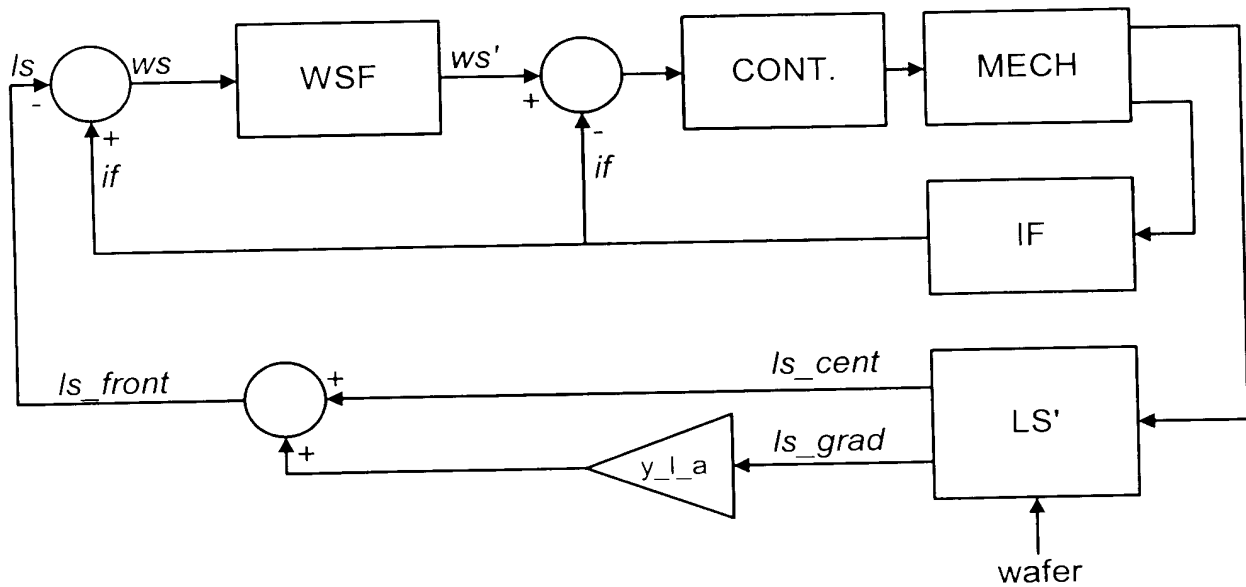 ls
-
+
if
ws
WSF
ws'
+
-
if
CONT.
MECH
IF
ls_front
+
+
ls_cent
ls_grad
y_l_a
LS'
wafer